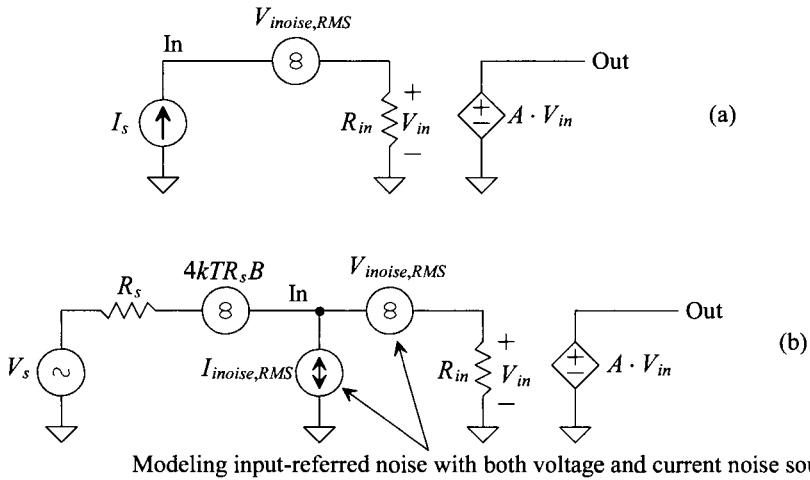 V_inoise,RMS
In
Out
I_s
R_in
+
V_in
−
+
−
A · V_in
(a)
R_s
4kTR_sB
In
V_inoise,RMS
Out
V_s
I_inoise,RMS
R_in
+
V_in
−
+
−
A · V_in
(b)
Modeling input-referred noise with both voltage and current noise sou